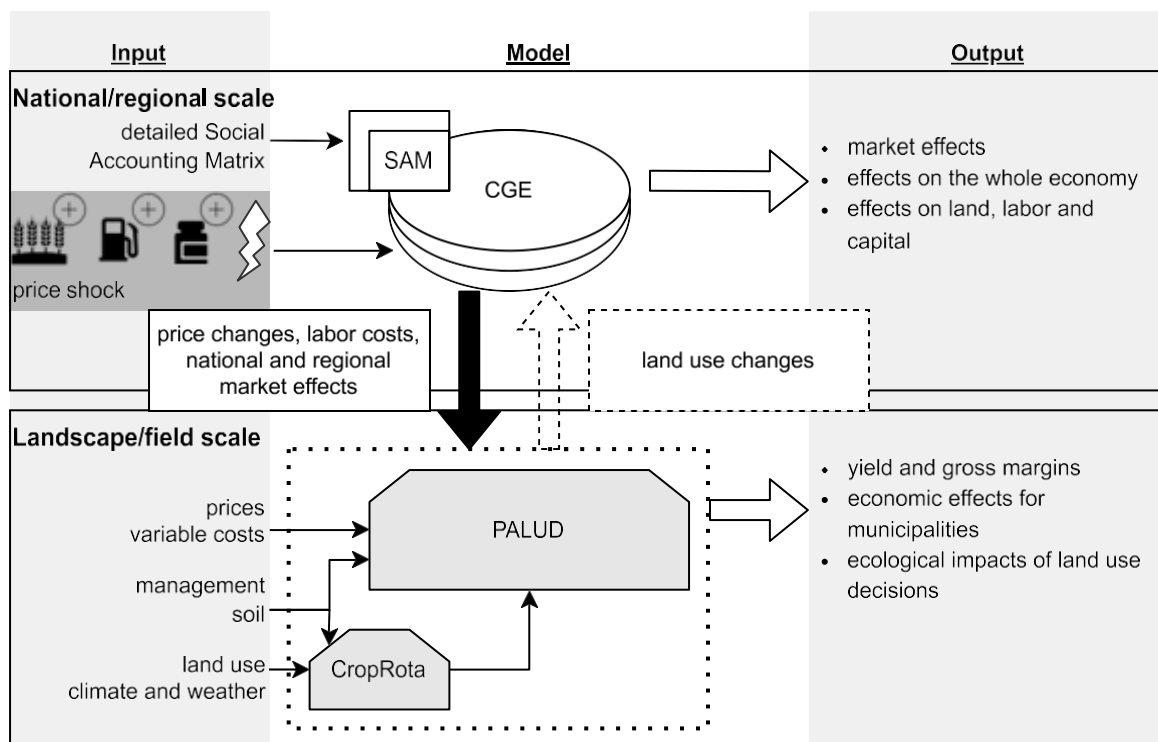 Input
Model
Output
National/regional scale
detailed Social
Accounting Matrix
SAM
CGE
• market effects
• effects on the whole economy
• effects on land, labor and
capital
price shock
price changes, labor costs,
national and regional
market effects
land use changes
Landscape/field scale
prices
variable costs
management
soil
land use
climate and weather
PALUD
CropRota
• yield and gross margins
• economic effects for
municipalities
• ecological impacts of land use
decisions